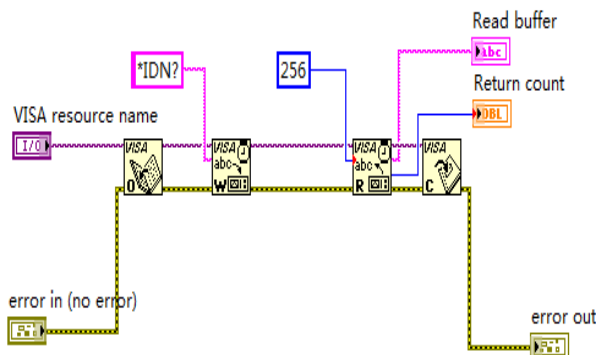 Read buffer
abc
*IDN?
256
Return count
DBL
VISA resource name
I/O
VISA
O
VISA
abc
W
VISA
abc
R
VISA
C
error in (no error)
error out